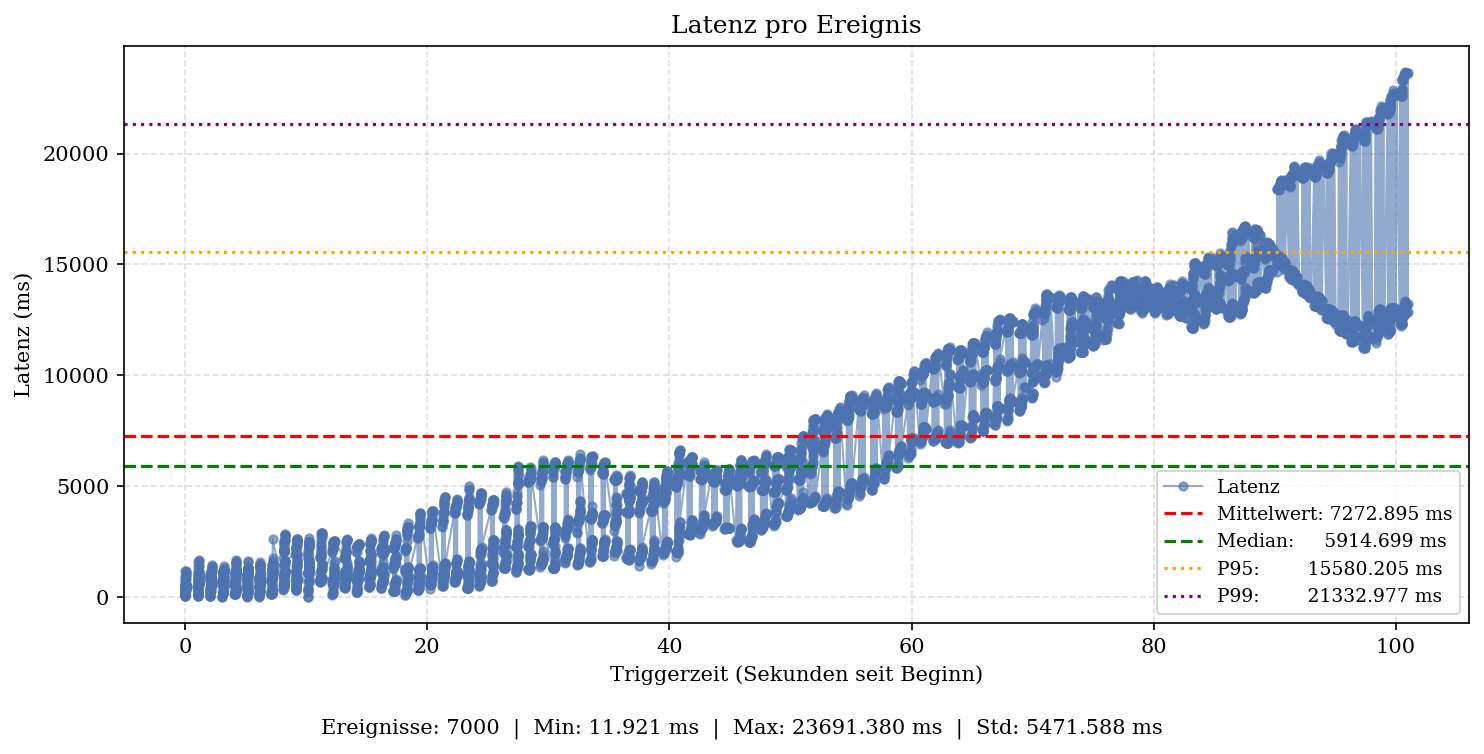 Latenz pro Ereignis
Latenz (ms)
20000
15000
10000
5000
0
0 20 40 60 80 100
Triggerzeit (Sekunden seit Beginn)
Latenz
Mittelwert: 7272.895 ms
Median: 5914.699 ms
P95: 15580.205 ms
P99: 21332.977 ms
Ereignisse: 7000 | Min: 11.921 ms | Max: 23691.380 ms | Std: 5471.588 ms